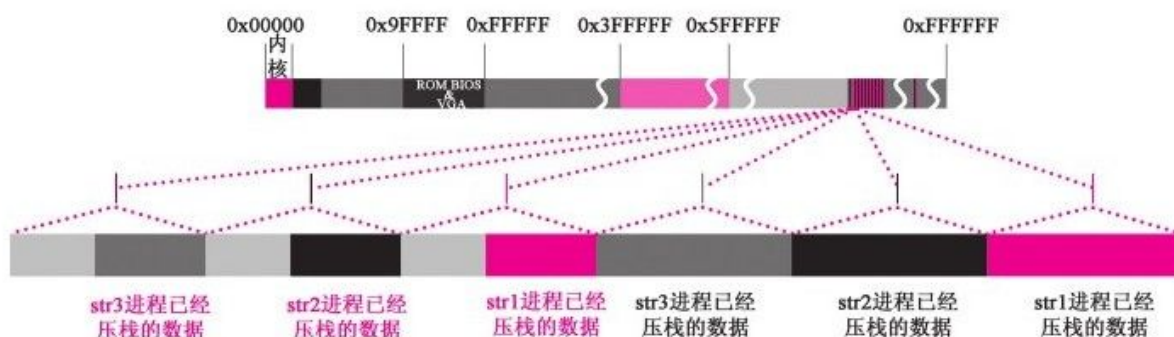 0x00000 0x9FFFF 0xFFFFF 0x3FFFFF 0x5FFFFF 0xFFFFFF
内
核
ROM BIOS
&
VGA
str3进程已经 str2进程已经 str1进程已经 str3进程已经 str2进程已经 str1进程已经
压栈的数据 压栈的数据 压栈的数据 压栈的数据 压栈的数据 压栈的数据